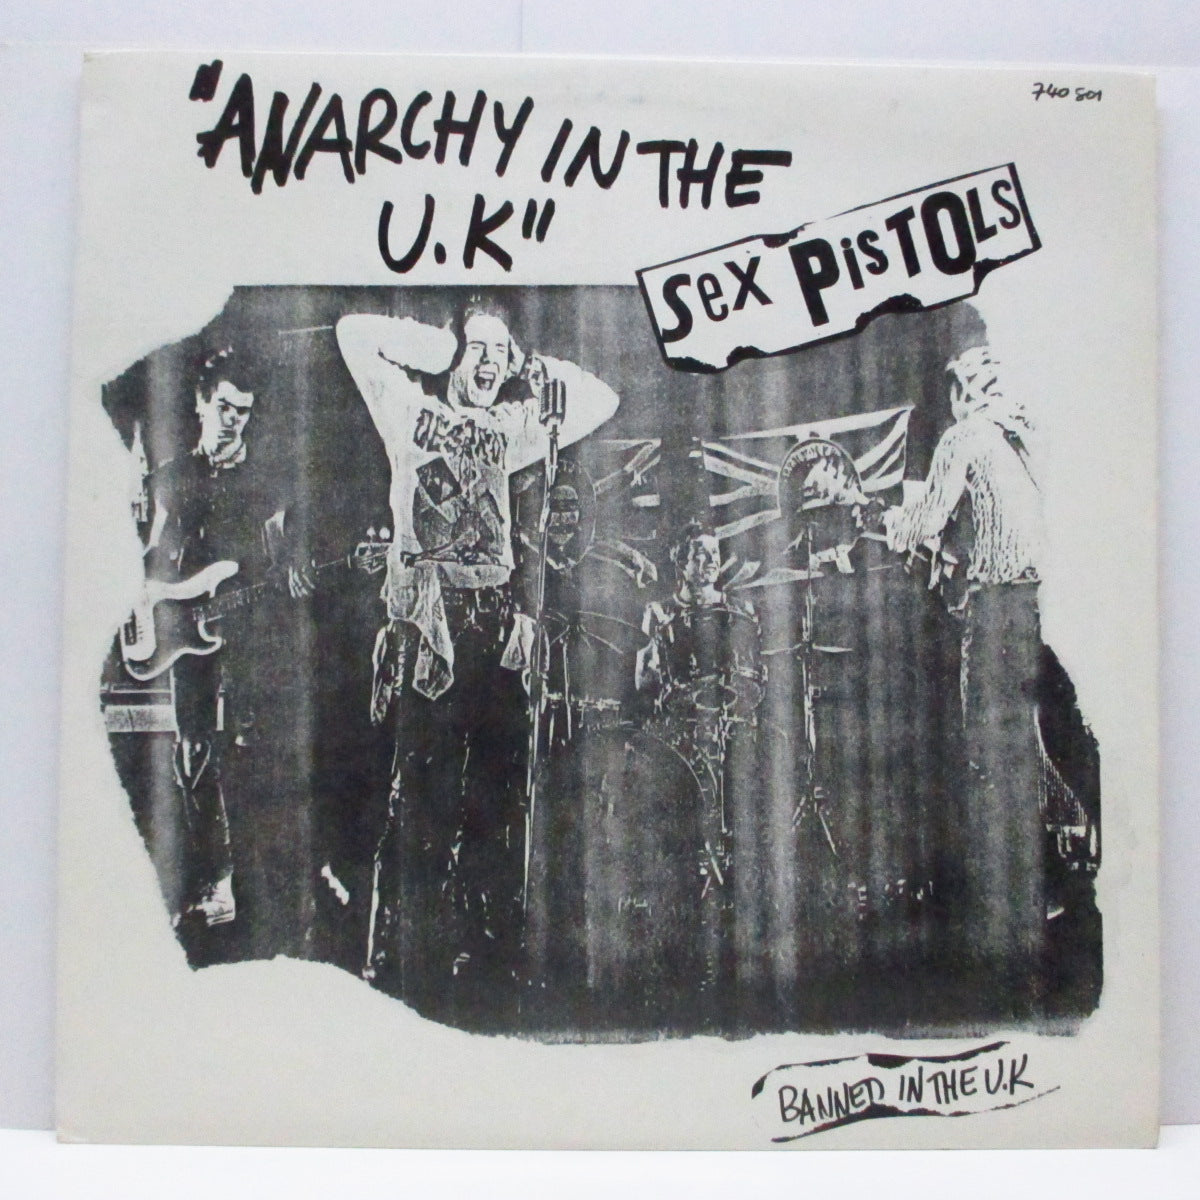 "ANARCHY IN THE
U.K"
740 501
SEX PiSTOLS
BANNED IN THE U.K